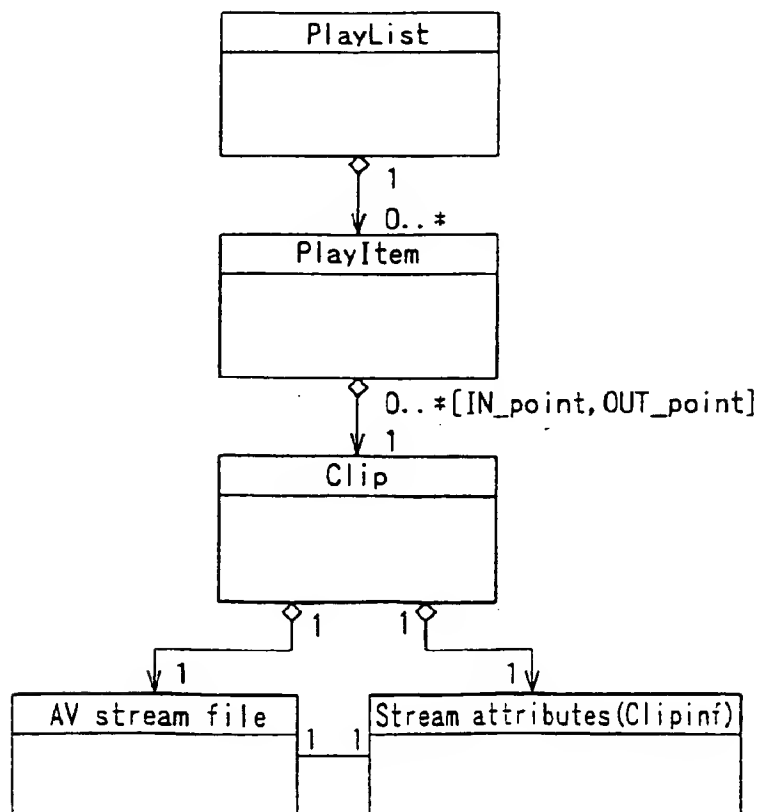 PlayList
1
0..*
PlayItem
0..*[IN_point,OUT_point]
1
Clip
1 1
1 1
AV stream file Stream attributes(Clipinf)
1 1